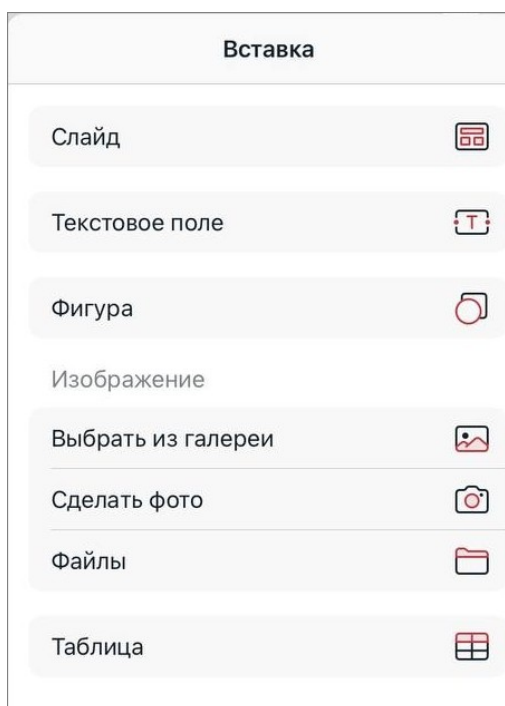 Вставка
Слайд
Текстовое поле
T
Фигура
Изображение
Выбрать из галереи
Сделать фото
Файлы
Таблица